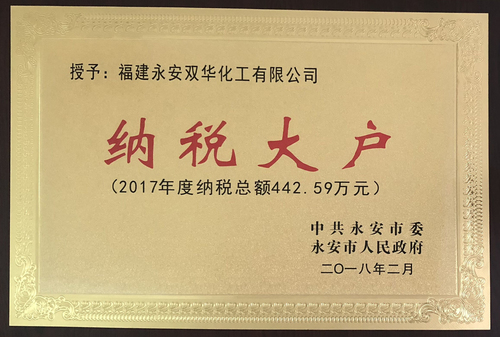 授予：福建永安双华化工有限公司
纳税大户
（2017年度纳税总额442.59万元）
中共永安市委
永安市人民政府
二〇一八年二月